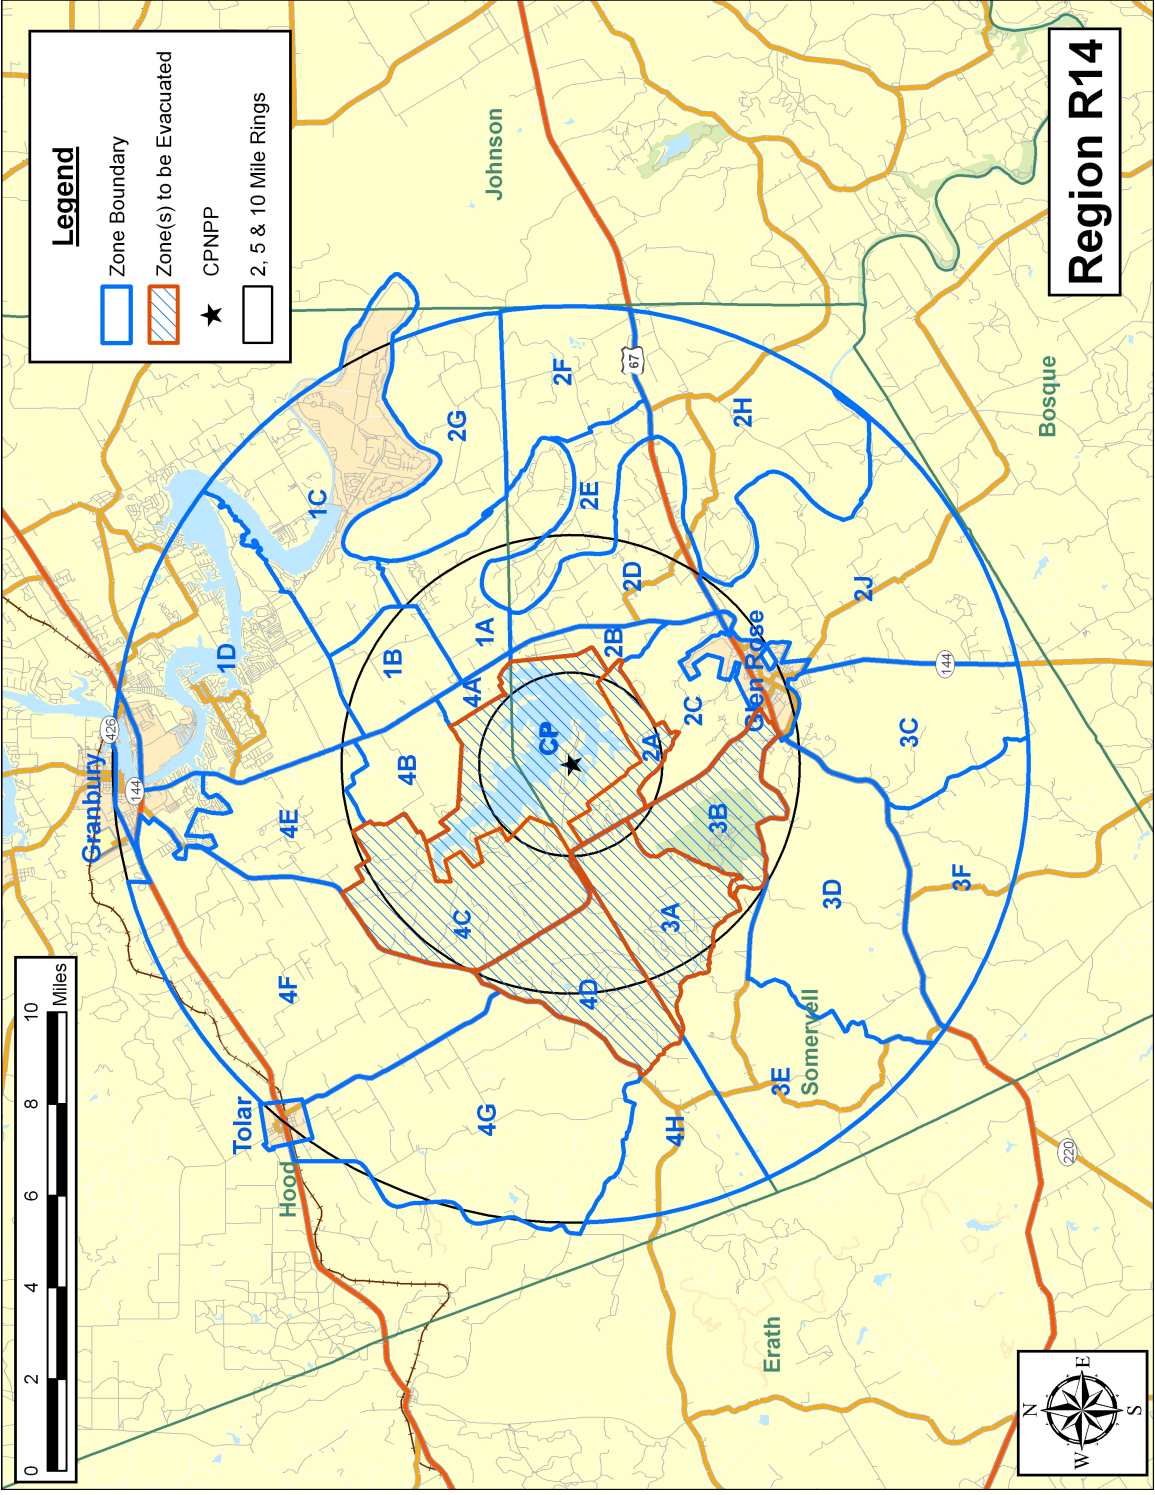 Legend
Zone Boundary
Zone(s) to be Evacuated
CPNPP
2, 5 & 10 Mile Rings
Region R14
0 2 4 6 8 10
Miles
N
W E
S
Granbury
426
144
Tolar
Hood
Johnson
Glen Rose
Somervell
Bosque
Erath
67
144
220
CP
1A
1B
1C
1D
2A
2B
2C
2D
2E
2F
2G
2H
2J
3A
3B
3C
3D
3E
3F
4A
4B
4C
4D
4E
4F
4G
4H